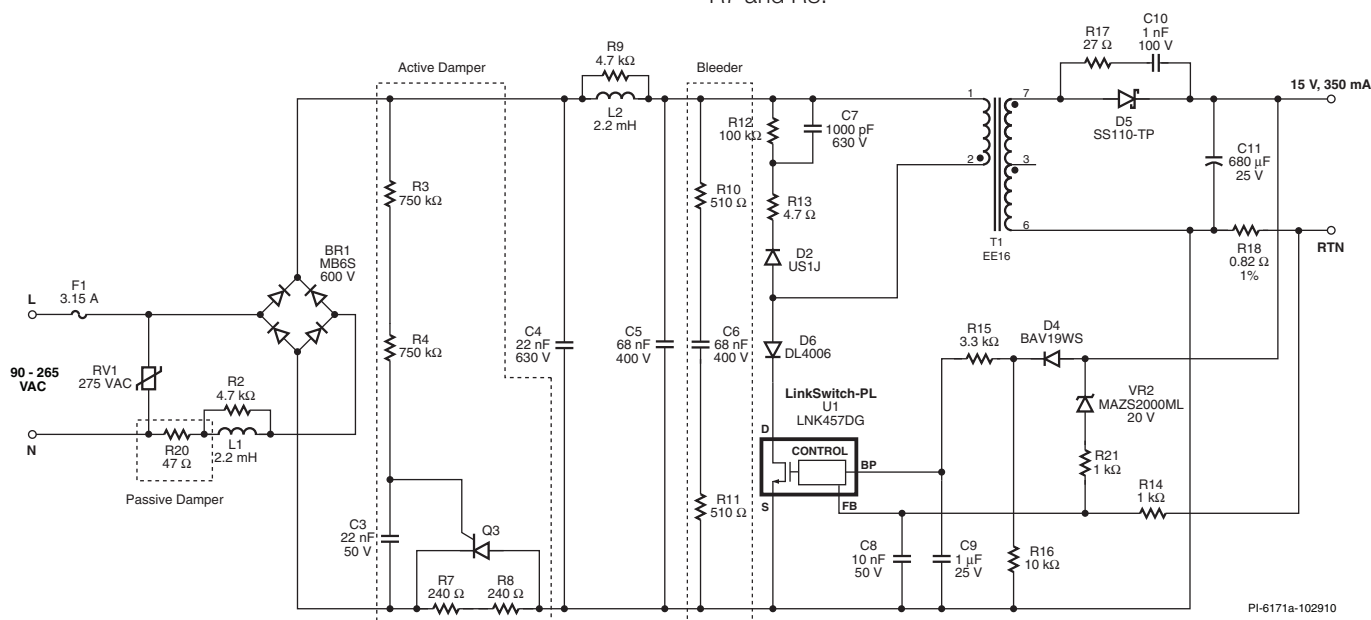 R9
4.7 kΩ
L2
2.2 mH
Active Damper
Bleeder
R17
27 Ω
C10
1 nF
100 V
15 V, 350 mA
1
7
2
3
6
D5
SS110-TP
C11
680 µF
25 V
R12
100 kΩ
C7
1000 pF
630 V
R3
750 kΩ
R10
510 Ω
R13
4.7 Ω
T1
EE16
R18
0.82 Ω
1%
RTN
BR1
MB6S
600 V
D2
US1J
F1
3.15 A
L
R4
750 kΩ
C4
22 nF
630 V
C5
68 nF
400 V
C6
68 nF
400 V
D6
DL4006
R15
3.3 kΩ
D4
BAV19WS
90 - 265
VAC
RV1
275 VAC
R2
4.7 kΩ
LinkSwitch-PL
U1
LNK457DG
VR2
MAZS2000ML
20 V
N
R20
47 Ω
L1
2.2 mH
Passive Damper
D
CONTROL
BP
S
FB
R21
1 kΩ
R14
1 kΩ
R11
510 Ω
C3
22 nF
50 V
Q3
R7
240 Ω
R8
240 Ω
C8
10 nF
50 V
C9
1 µF
25 V
R16
10 kΩ
PI-6171a-102910